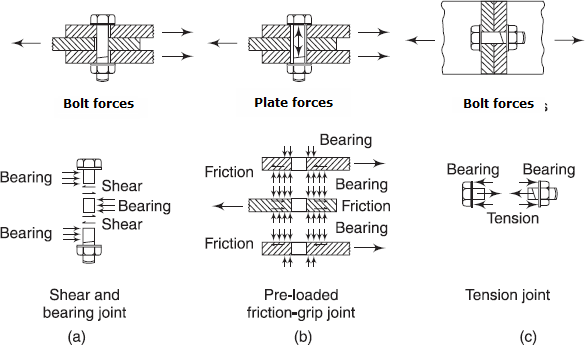 Bolt forces
Plate forces
Bolt forces
Bearing
Shear
Bearing
Shear
Bearing
Bearing
Friction
Bearing
Friction
Bearing
Friction
Bearing
Bearing
Tension
Shear and
bearing joint
(a)
Pre-loaded
friction-grip joint
(b)
Tension joint
(c)